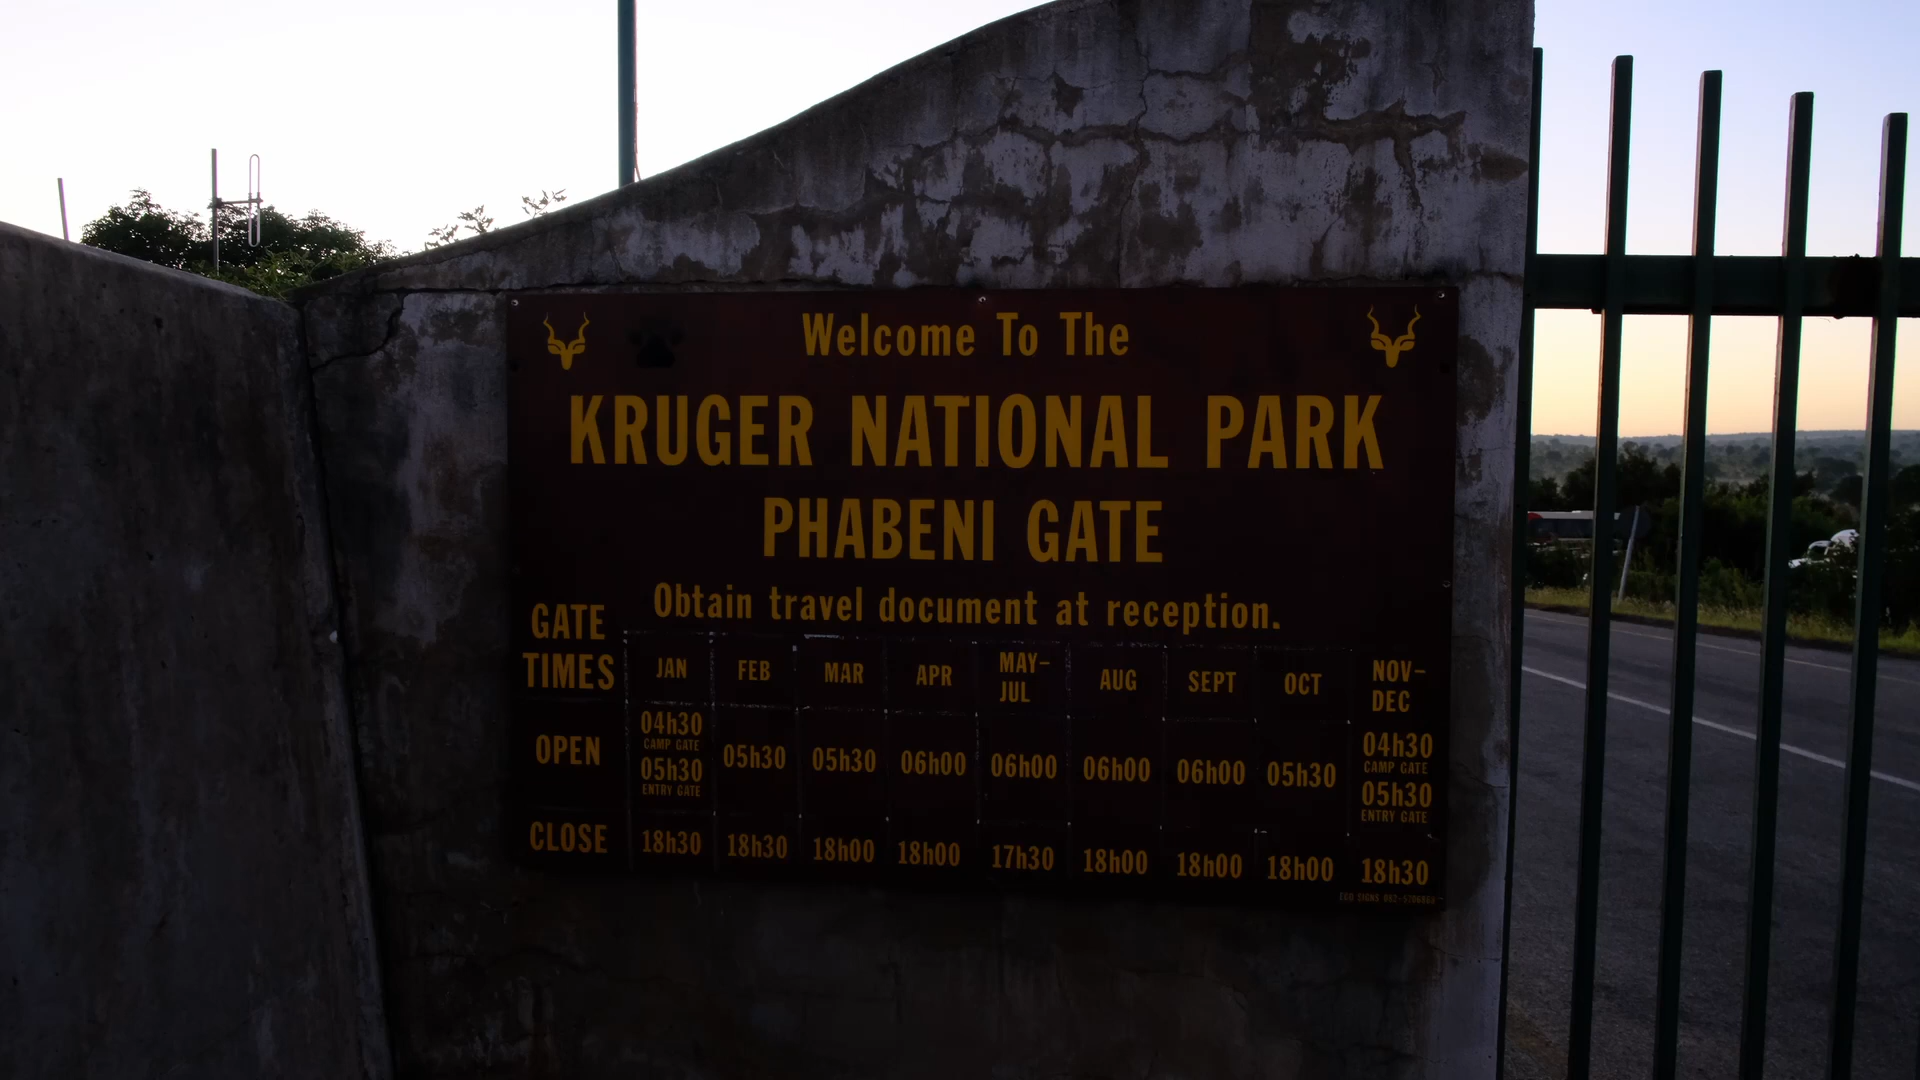 Welcome To The
KRUGER NATIONAL PARK
PHABENI GATE
Obtain travel document at reception.
GATE TIMES JAN FEB MAR APR MAY–JUL AUG SEPT OCT NOV–DEC
OPEN 04h30 CAMP GATE 05h30 ENTRY GATE 05h30 05h30 06h00 06h00 06h00 06h00 05h30 04h30 CAMP GATE 05h30 ENTRY GATE
CLOSE 18h30 18h30 18h00 18h00 17h30 18h00 18h00 18h00 18h30
SIGNS